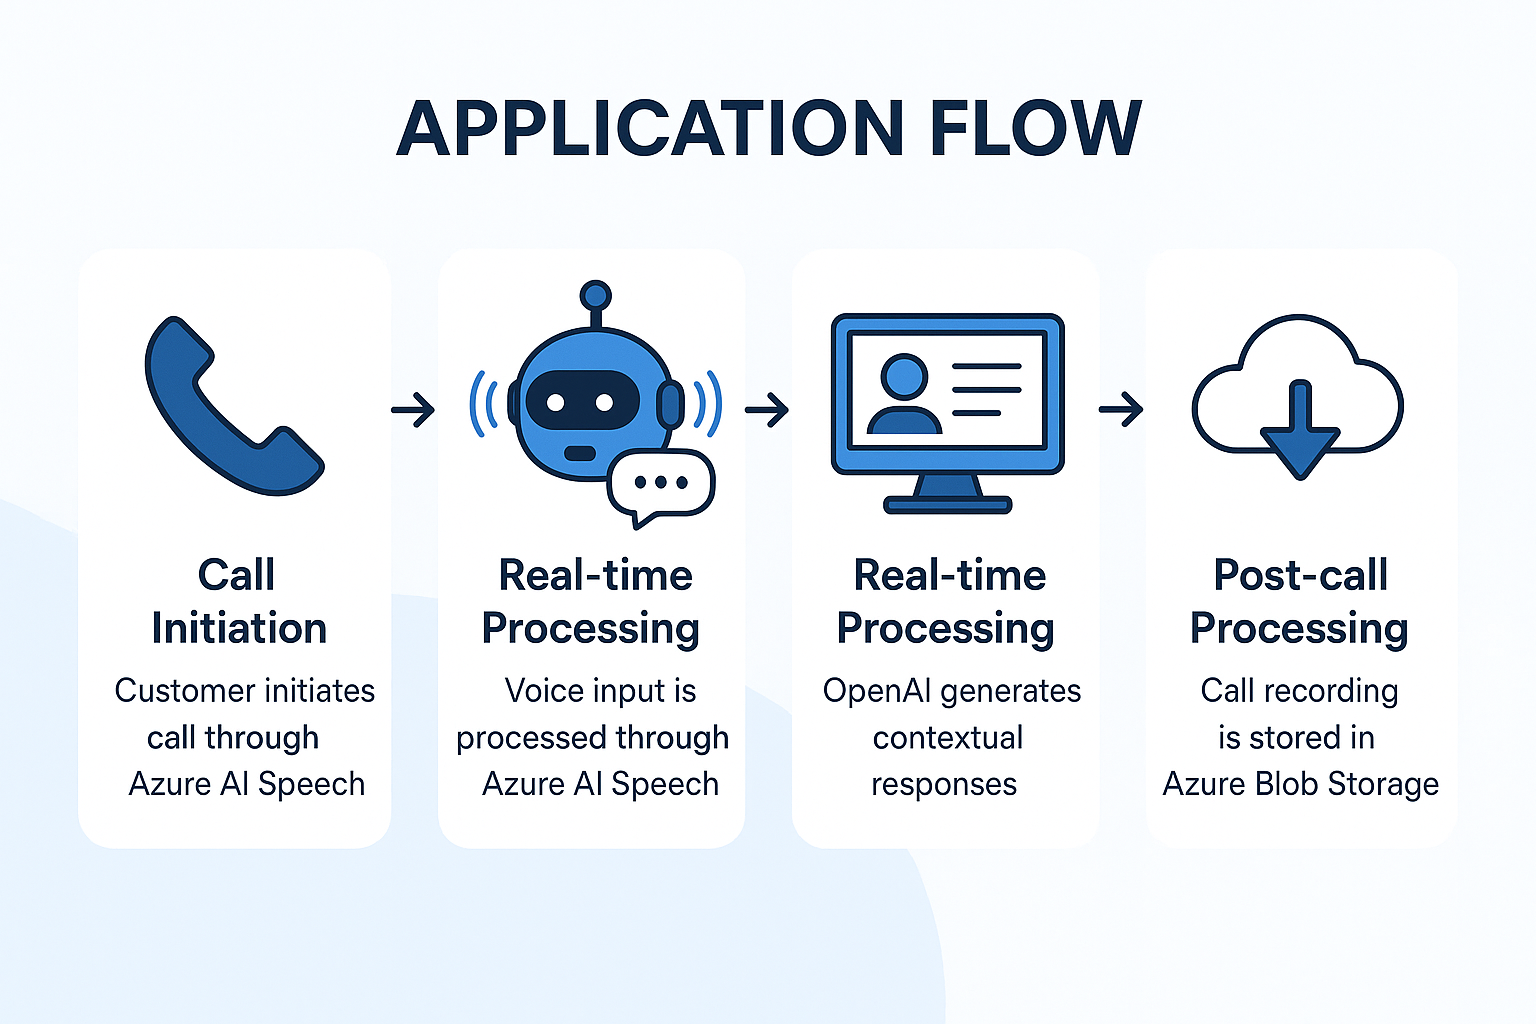 APPLICATION FLOW
Call
Initiation
Customer initiates
call through
Azure AI Speech
Real-time
Processing
Voice input is
processed through
Azure AI Speech
Real-time
Processing
OpenAI generates
contextual
responses
Post-call
Processing
Call recording
is stored in
Azure Blob Storage